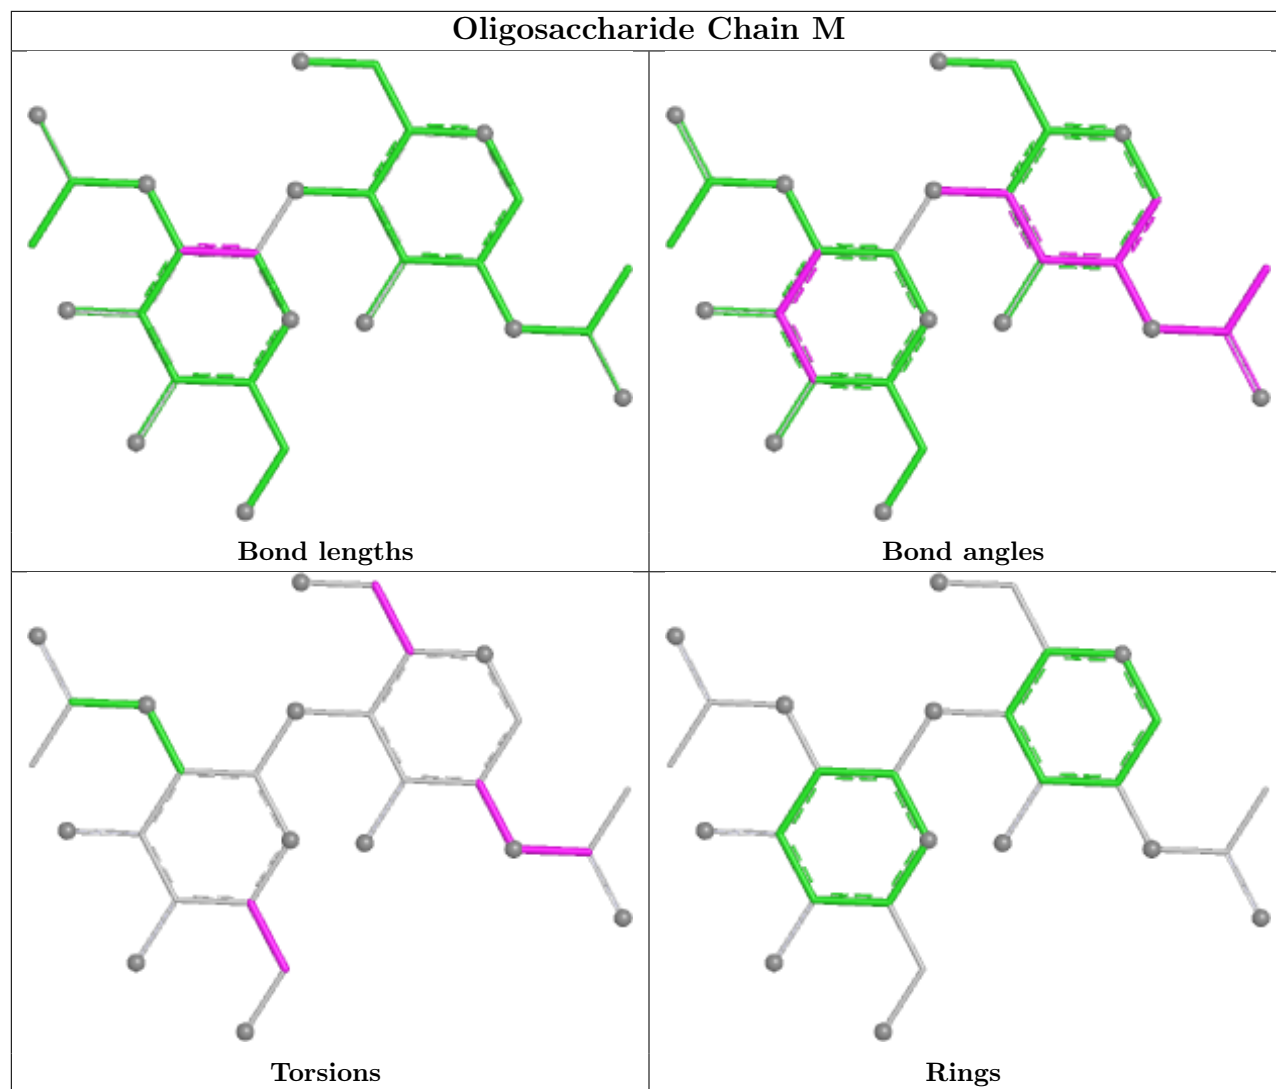 Oligosaccharide Chain M
Bond lengths
Bond angles
Torsions
Rings